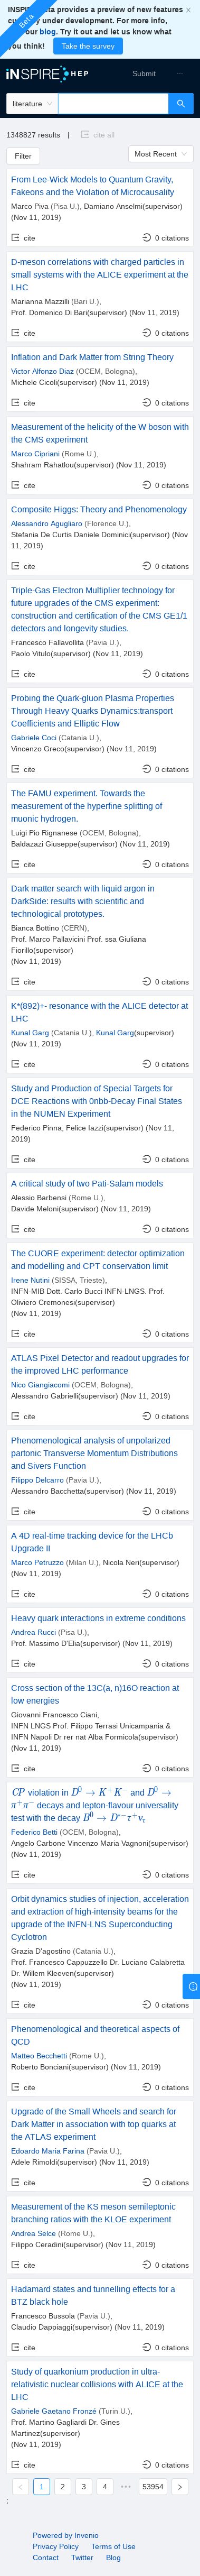 INSPIRE Beta provides a preview of new features
currently under development. For more info,
our blog. Try it out and let us know what
you think! Take the survey
Beta
INSPIRE HEP
Submit ...
literature
1348827 results | cite all
Filter
Most Recent
From Lee-Wick Models to Quantum Gravity,
Fakeons and the Violation of Microcausality
Marco Piva (Pisa U.), Damiano Anselmi(supervisor)
(Nov 11, 2019)
cite 0 citations
D-meson correlations with charged particles in
small systems with the ALICE experiment at the
LHC
Marianna Mazzilli (Bari U.),
Prof. Domenico Di Bari(supervisor) (Nov 11, 2019)
cite 0 citations
Inflation and Dark Matter from String Theory
Victor Alfonzo Diaz (OCEM, Bologna),
Michele Cicoli(supervisor) (Nov 11, 2019)
cite 0 citations
Measurement of the helicity of the W boson with
the CMS experiment
Marco Cipriani (Rome U.),
Shahram Rahatlou(supervisor) (Nov 11, 2019)
cite 0 citations
Composite Higgs: Theory and Phenomenology
Alessandro Agugliaro (Florence U.),
Stefania De Curtis Daniele Dominici(supervisor) (Nov
11, 2019)
cite 0 citations
Triple-Gas Electron Multiplier technology for
future upgrades of the CMS experiment:
construction and certification of the CMS GE1/1
detectors and longevity studies.
Francesco Fallavollita (Pavia U.),
Paolo Vitulo(supervisor) (Nov 11, 2019)
cite 0 citations
Probing the Quark-gluon Plasma Properties
Through Heavy Quarks Dynamics:transport
Coefficients and Elliptic Flow
Gabriele Coci (Catania U.),
Vincenzo Greco(supervisor) (Nov 11, 2019)
cite 0 citations
The FAMU experiment. Towards the
measurement of the hyperfine splitting of
muonic hydrogen.
Luigi Pio Rignanese (OCEM, Bologna),
Baldazazi Giuseppe(supervisor) (Nov 11, 2019)
cite 0 citations
Dark matter search with liquid argon in
DarkSide: results with scientific and
technological prototypes.
Bianca Bottino (CERN),
Prof. Marco Pallavicini Prof. ssa Giuliana
Fiorillo(supervisor)
(Nov 11, 2019)
cite 0 citations
K*(892)+- resonance with the ALICE detector at
LHC
Kunal Garg (Catania U.), Kunal Garg(supervisor)
(Nov 11, 2019)
cite 0 citations
Study and Production of Special Targets for
DCE Reactions with 0nbb-Decay Final States
in the NUMEN Experiment
Federico Pinna, Felice Iazzi(supervisor) (Nov 11,
2019)
cite 0 citations
A critical study of two Pati-Salam models
Alessio Barbensi (Rome U.),
Davide Meloni(supervisor) (Nov 11, 2019)
cite 0 citations
The CUORE experiment: detector optimization
and modelling and CPT conservation limit
Irene Nutini (SISSA, Trieste),
INFN-MIB Dott. Carlo Bucci INFN-LNGS. Prof.
Oliviero Cremonesi(supervisor)
(Nov 11, 2019)
cite 0 citations
ATLAS Pixel Detector and readout upgrades for
the improved LHC performance
Nico Giangiacomi (OCEM, Bologna),
Alessandro Gabrielli(supervisor) (Nov 11, 2019)
cite 0 citations
Phenomenological analysis of unpolarized
partonic Transverse Momentum Distributions
and Sivers Function
Filippo Delcarro (Pavia U.),
Alessandro Bacchetta(supervisor) (Nov 11, 2019)
cite 0 citations
A 4D real-time tracking device for the LHCb
Upgrade II
Marco Petruzzo (Milan U.), Nicola Neri(supervisor)
(Nov 11, 2019)
cite 0 citations
Heavy quark interactions in extreme conditions
Andrea Rucci (Pisa U.),
Prof. Massimo D'Elia(supervisor) (Nov 11, 2019)
cite 0 citations
Cross section of the 13C(a, n)16O reaction at
low energies
Giovanni Francesco Ciani,
INFN LNGS Prof. Filippo Terrasi Unicampania &
INFN Napoli Dr rer nat Alba Formicola(supervisor)
(Nov 11, 2019)
cite 0 citations
CP violation in D⁰ → K⁺K⁻ and D⁰ →
π⁺π⁻ decays and lepton-flavour universality
test with the decay B⁰ → D*⁻τ⁺ντ
Federico Betti (OCEM, Bologna),
Angelo Carbone Vincenzo Maria Vagnoni(supervisor)
(Nov 11, 2019)
cite 0 citations
Orbit dynamics studies of injection, acceleration
and extraction of high-intensity beams for the
upgrade of the INFN-LNS Superconducting
Cyclotron
Grazia D'agostino (Catania U.),
Prof. Francesco Cappuzzello Dr. Luciano Calabretta
Dr. Willem Kleeven(supervisor)
(Nov 11, 2019)
cite 0 citations
Phenomenological and theoretical aspects of
QCD
Matteo Becchetti (Rome U.),
Roberto Bonciani(supervisor) (Nov 11, 2019)
cite 0 citations
Upgrade of the Small Wheels and search for
Dark Matter in association with top quarks at
the ATLAS experiment
Edoardo Maria Farina (Pavia U.),
Adele Rimoldi(supervisor) (Nov 11, 2019)
cite 0 citations
Measurement of the KS meson semileptonic
branching ratios with the KLOE experiment
Andrea Selce (Rome U.),
Filippo Ceradini(supervisor) (Nov 11, 2019)
cite 0 citations
Hadamard states and tunnelling effects for a
BTZ black hole
Francesco Bussola (Pavia U.),
Claudio Dappiaggi(supervisor) (Nov 11, 2019)
cite 0 citations
Study of quarkonium production in ultra-
relativistic nuclear collisions with ALICE at the
LHC
Gabriele Gaetano Fronzé (Turin U.),
Prof. Martino Gagliardi Dr. Gines
Martinez(supervisor)
(Nov 11, 2019)
cite 0 citations
< 1 2 3 4 ••• 53954 >
;
Powered by Invenio
Privacy Policy Terms of Use
Contact Twitter Blog